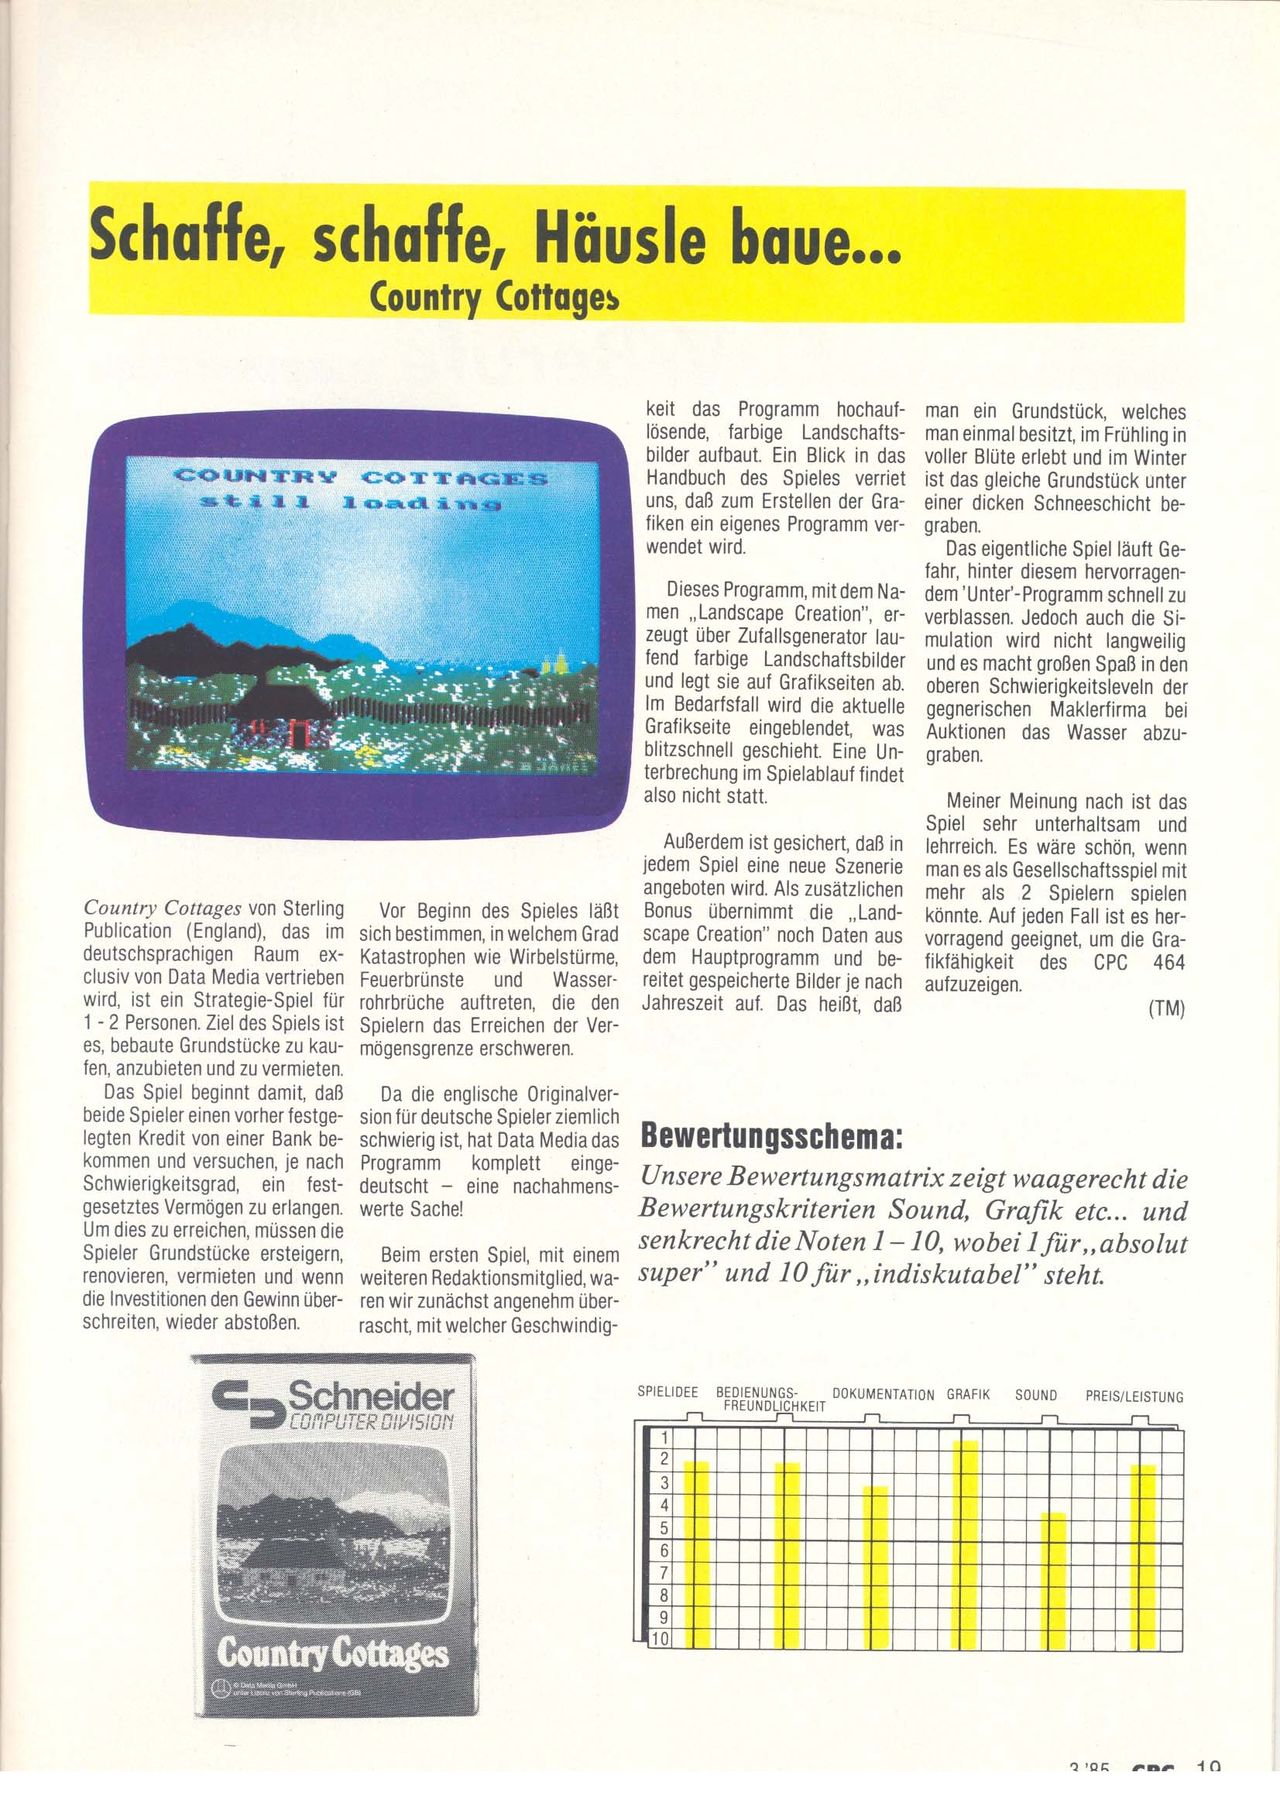 Schaffe, schaffe, Häusle baue...
Country Cottages
COUNTRY COTTAGES
still loading
Country Cottages von Sterling
Publication (England), das im
deutschsprachigen Raum ex-
clusiv von Data Media vertrieben
wird, ist ein Strategie-Spiel für
1 - 2 Personen. Ziel des Spiels ist
es, bebaute Grundstücke zu kau-
fen, anzubieten und zu vermieten.
Das Spiel beginnt damit, daß
beide Spieler einen vorher festge-
legten Kredit von einer Bank be-
kommen und versuchen, je nach
Schwierigkeitsgrad, ein fest-
gesetztes Vermögen zu erlangen.
Um dies zu erreichen, müssen die
Spieler Grundstücke ersteigern,
renovieren, vermieten und wenn
die Investitionen den Gewinn über-
schreiten, wieder abstoßen.
Vor Beginn des Spieles läßt
sich bestimmen, in welchem Grad
Katastrophen wie Wirbelstürme,
Feuerbrünste und Wasser-
rohrbrüche auftreten, die den
Spielern das Erreichen der Ver-
mögensgrenze erschweren.
Da die englische Originalver-
sion für deutsche Spieler ziemlich
schwierig ist, hat Data Media das
Programm komplett einge-
deutscht – eine nachahmens-
werte Sache!
Beim ersten Spiel, mit einem
weiteren Redaktionsmitglied, wa-
ren wir zunächst angenehm über-
rascht, mit welcher Geschwindig-
keit das Programm hochauf-
lösende, farbige Landschafts-
bilder aufbaut. Ein Blick in das
Handbuch des Spieles verriet
uns, daß zum Erstellen der Gra-
fiken ein eigenes Programm ver-
wendet wird.
Dieses Programm, mit dem Na-
men „Landscape Creation”, er-
zeugt über Zufallsgenerator lau-
fend farbige Landschaftsbilder
und legt sie auf Grafikseiten ab.
Im Bedarfsfall wird die aktuelle
Grafikseite eingeblendet, was
blitzschnell geschieht. Eine Un-
terbrechung im Spielablauf findet
also nicht statt.
Außerdem ist gesichert, daß in
jedem Spiel eine neue Szenerie
angeboten wird. Als zusätzlichen
Bonus übernimmt die „Land-
scape Creation” noch Daten aus
dem Hauptprogramm und be-
reitet gespeicherte Bilder je nach
Jahreszeit auf. Das heißt, daß
man ein Grundstück, welches
man einmal besitzt, im Frühling in
voller Blüte erlebt und im Winter
ist das gleiche Grundstück unter
einer dicken Schneeschicht be-
graben.
Das eigentliche Spiel läuft Ge-
fahr, hinter diesem hervorragen-
dem 'Unter'-Programm schnell zu
verblassen. Jedoch auch die Si-
mulation wird nicht langweilig
und es macht großen Spaß in den
oberen Schwierigkeitsleveln der
gegnerischen Maklerfirma bei
Auktionen das Wasser abzu-
graben.
Meiner Meinung nach ist das
Spiel sehr unterhaltsam und
lehrreich. Es wäre schön, wenn
man es als Gesellschaftsspiel mit
mehr als 2 Spielern spielen
könnte. Auf jeden Fall ist es her-
vorragend geeignet, um die Gra-
fikfähigkeit des CPC 464
aufzuzeigen.
(TM)
Bewertungsschema:
Unsere Bewertungsmatrix zeigt waagerecht die
Bewertungskriterien Sound, Grafik etc... und
senkrecht die Noten 1 – 10, wobei 1 für „absolut
super” und 10 für „indiskutabel” steht.
SPIELIDEE BEDIENUNGS- DOKUMENTATION GRAFIK SOUND PREIS/LEISTUNG
FREUNDLICHKEIT
1
2
3
4
5
6
7
8
9
10
Schneider
COMPUTER DIVISION
Country Cottages
© Data Media GmbH
unter Lizenz von Sterling Publications (GB)
3 '85 CPC 19